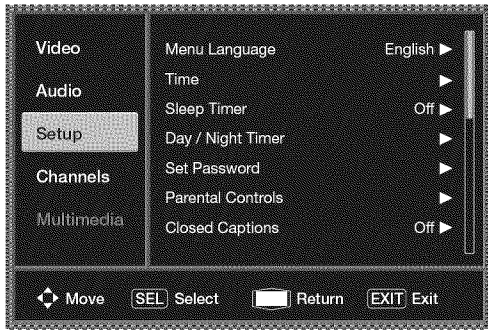 Video
Audio
Setup
Channels
Multimedia
Menu Language English
Time
Sleep Timer Off
Day / Night Timer
Set Password
Parental Controls
Closed Captions Off
Move SEL Select Return EXIT Exit